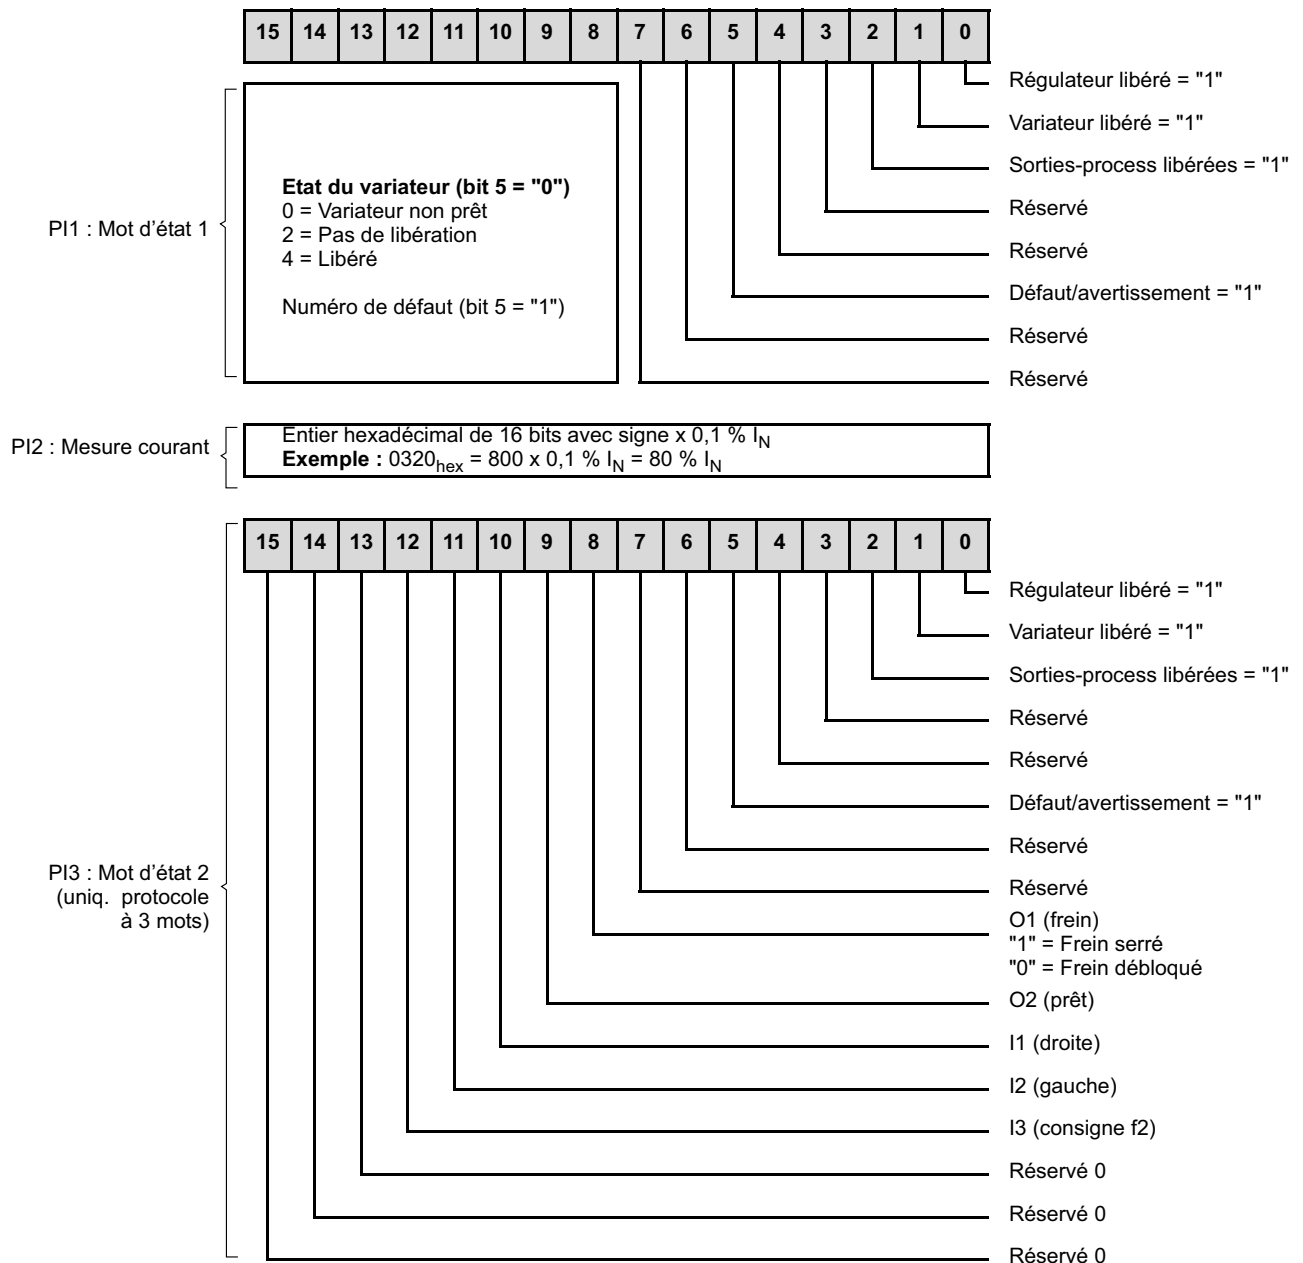 15 14 13 12 11 10 9 8 7 6 5 4 3 2 1 0
Régulateur libéré = "1"
Variateur libéré = "1"
Sorties-process libérées = "1"
Réservé
Réservé
Défaut/avertissement = "1"
Réservé
Réservé
PI1 : Mot d'état 1
Etat du variateur (bit 5 = "0")
0 = Variateur non prêt
2 = Pas de libération
4 = Libéré
Numéro de défaut (bit 5 = "1")
PI2 : Mesure courant
Entier hexadécimal de 16 bits avec signe x 0,1 % IN
Exemple : 0320hex = 800 x 0,1 % IN = 80 % IN
15 14 13 12 11 10 9 8 7 6 5 4 3 2 1 0
Régulateur libéré = "1"
Variateur libéré = "1"
Sorties-process libérées = "1"
Réservé
Réservé
Défaut/avertissement = "1"
Réservé
Réservé
PI3 : Mot d'état 2
(uniq. protocole
à 3 mots)
O1 (frein)
"1" = Frein serré
"0" = Frein débloqué
O2 (prêt)
I1 (droite)
I2 (gauche)
I3 (consigne f2)
Réservé 0
Réservé 0
Réservé 0